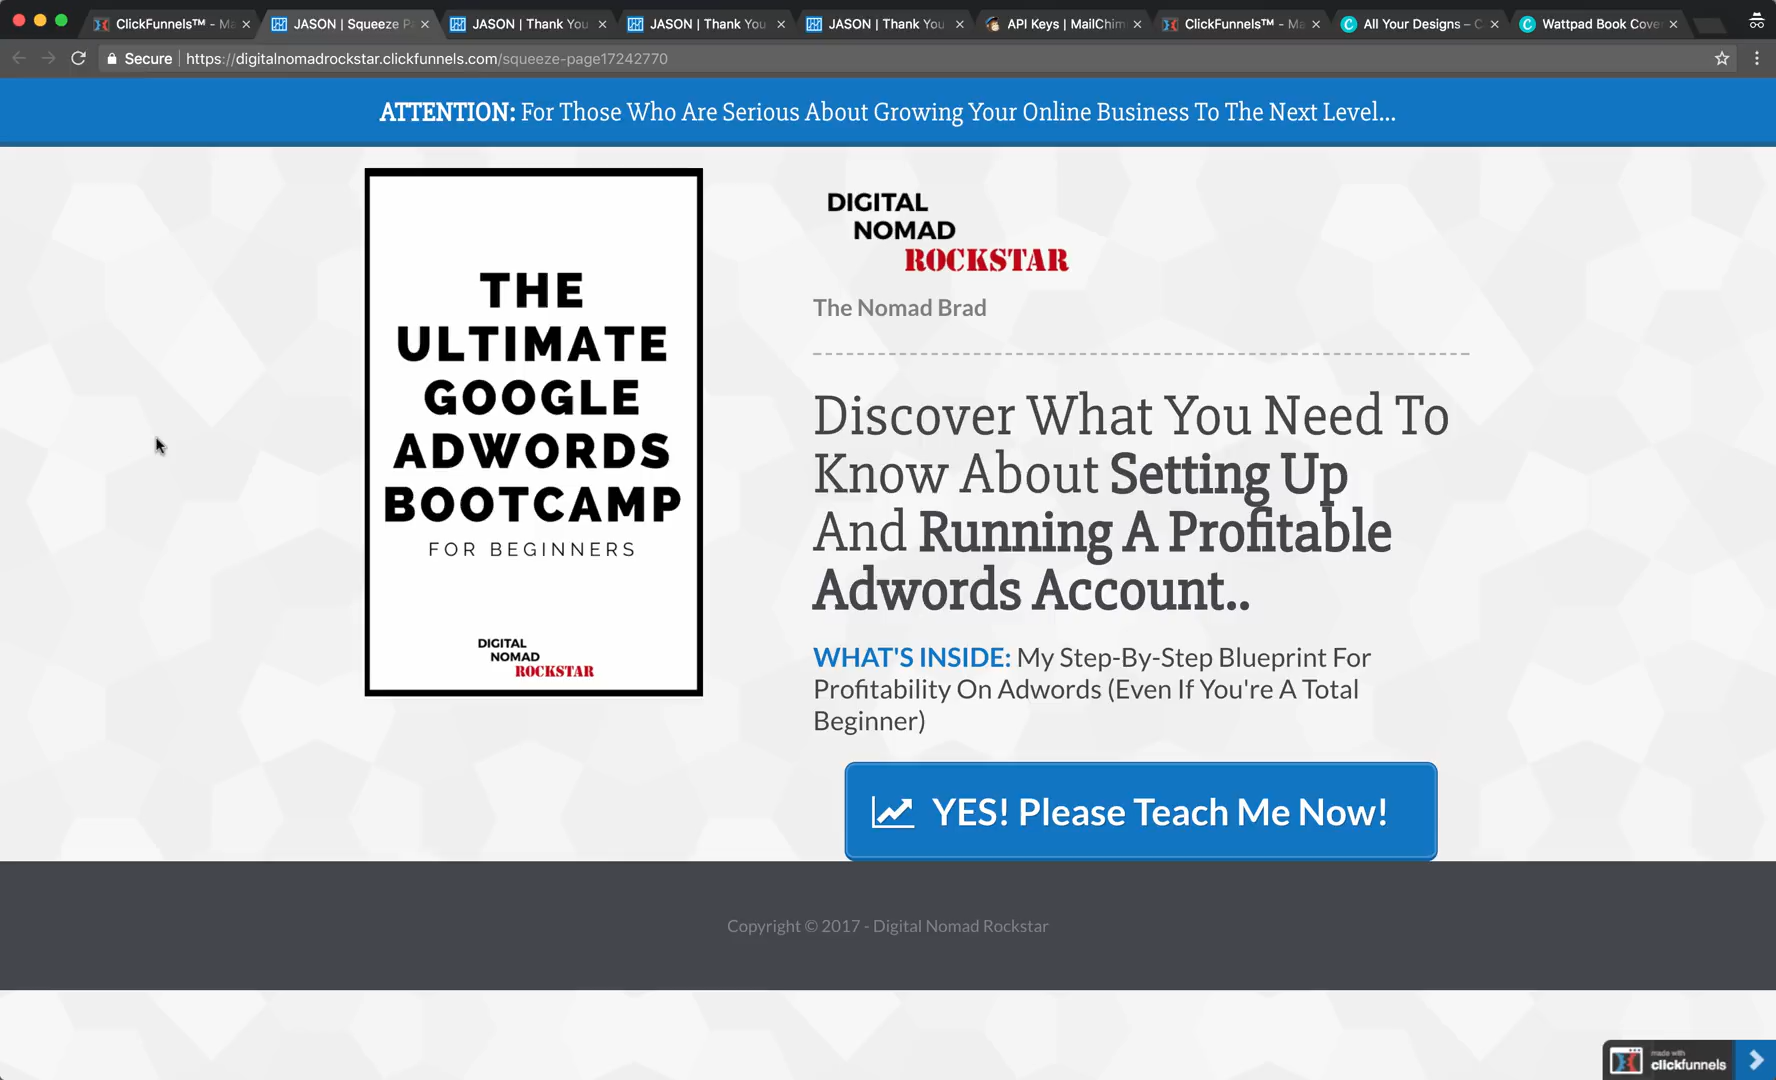 ClickFunnels™ - Ma
JASON | Squeeze Pa
JASON | Thank You
JASON | Thank You
JASON | Thank You
API Keys | MailChim
ClickFunnels™ - Ma
All Your Designs – C
Wattpad Book Cove
Secure
https://digitalnomadrockstar.clickfunnels.com/squeeze-page17242770
ATTENTION: For Those Who Are Serious About Growing Your Online Business To The Next Level...
THE
ULTIMATE
GOOGLE
ADWORDS
BOOTCAMP
FOR BEGINNERS
DIGITAL
NOMAD
ROCKSTAR
DIGITAL
NOMAD
ROCKSTAR
The Nomad Brad
Discover What You Need To
Know About Setting Up
And Running A Profitable
Adwords Account..
WHAT'S INSIDE: My Step-By-Step Blueprint For
Profitability On Adwords (Even If You're A Total
Beginner)
YES! Please Teach Me Now!
Copyright © 2017 - Digital Nomad Rockstar
made with
clickfunnels